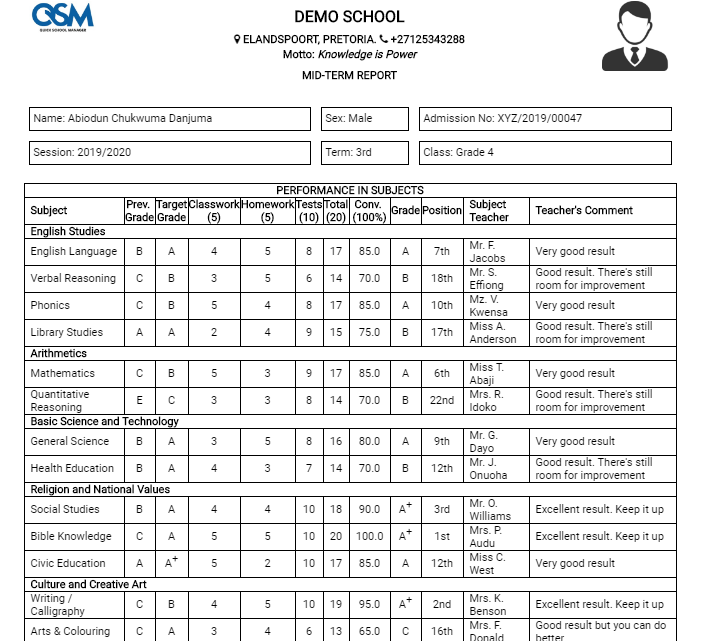 QSM
QUICK SCHOOL MANAGER
DEMO SCHOOL
ELANDSPOORT, PRETORIA. +27125343288
Motto: Knowledge is Power
MID-TERM REPORT
Name: Abiodun Chukwuma Danjuma Sex: Male Admission No: XYZ/2019/00047
Session: 2019/2020 Term: 3rd Class: Grade 4
PERFORMANCE IN SUBJECTS
Subject Prev. Grade Target Grade Classwork (5) Homework (5) Tests (10) Total (20) Conv. (100%) Grade Position Subject Teacher Teacher's Comment
English Studies
English Language B A 4 5 8 17 85.0 A 7th Mr. F. Jacobs Very good result
Verbal Reasoning C B 3 5 6 14 70.0 B 18th Mr. S. Effiong Good result. There's still room for improvement
Phonics C B 5 4 8 17 85.0 A 10th Mz. V. Kwensa Very good result
Library Studies A A 2 4 9 15 75.0 B 17th Miss A. Anderson Good result. There's still room for improvement
Arithmetics
Mathematics C B 5 3 9 17 85.0 A 6th Miss T. Abaji Very good result
Quantitative Reasoning E C 3 3 8 14 70.0 B 22nd Mrs. R. Idoko Good result. There's still room for improvement
Basic Science and Technology
General Science B A 3 5 8 16 80.0 A 9th Mr. G. Dayo Very good result
Health Education B A 4 3 7 14 70.0 B 12th Mr. J. Onuoha Good result. There's still room for improvement
Religion and National Values
Social Studies B A 4 4 10 18 90.0 A+ 3rd Mr. O. Williams Excellent result. Keep it up
Bible Knowledge C A 5 5 10 20 100.0 A+ 1st Mrs. P. Audu Excellent result. Keep it up
Civic Education A A+ 5 2 10 17 85.0 A 12th Miss C. West Very good result
Culture and Creative Art
Writing / Calligraphy C B 4 5 10 19 95.0 A+ 2nd Mrs. K. Benson Excellent result. Keep it up
Arts & Colouring C A 3 4 6 13 65.0 C 16th Mrs. F. Donald Good result but you can do better